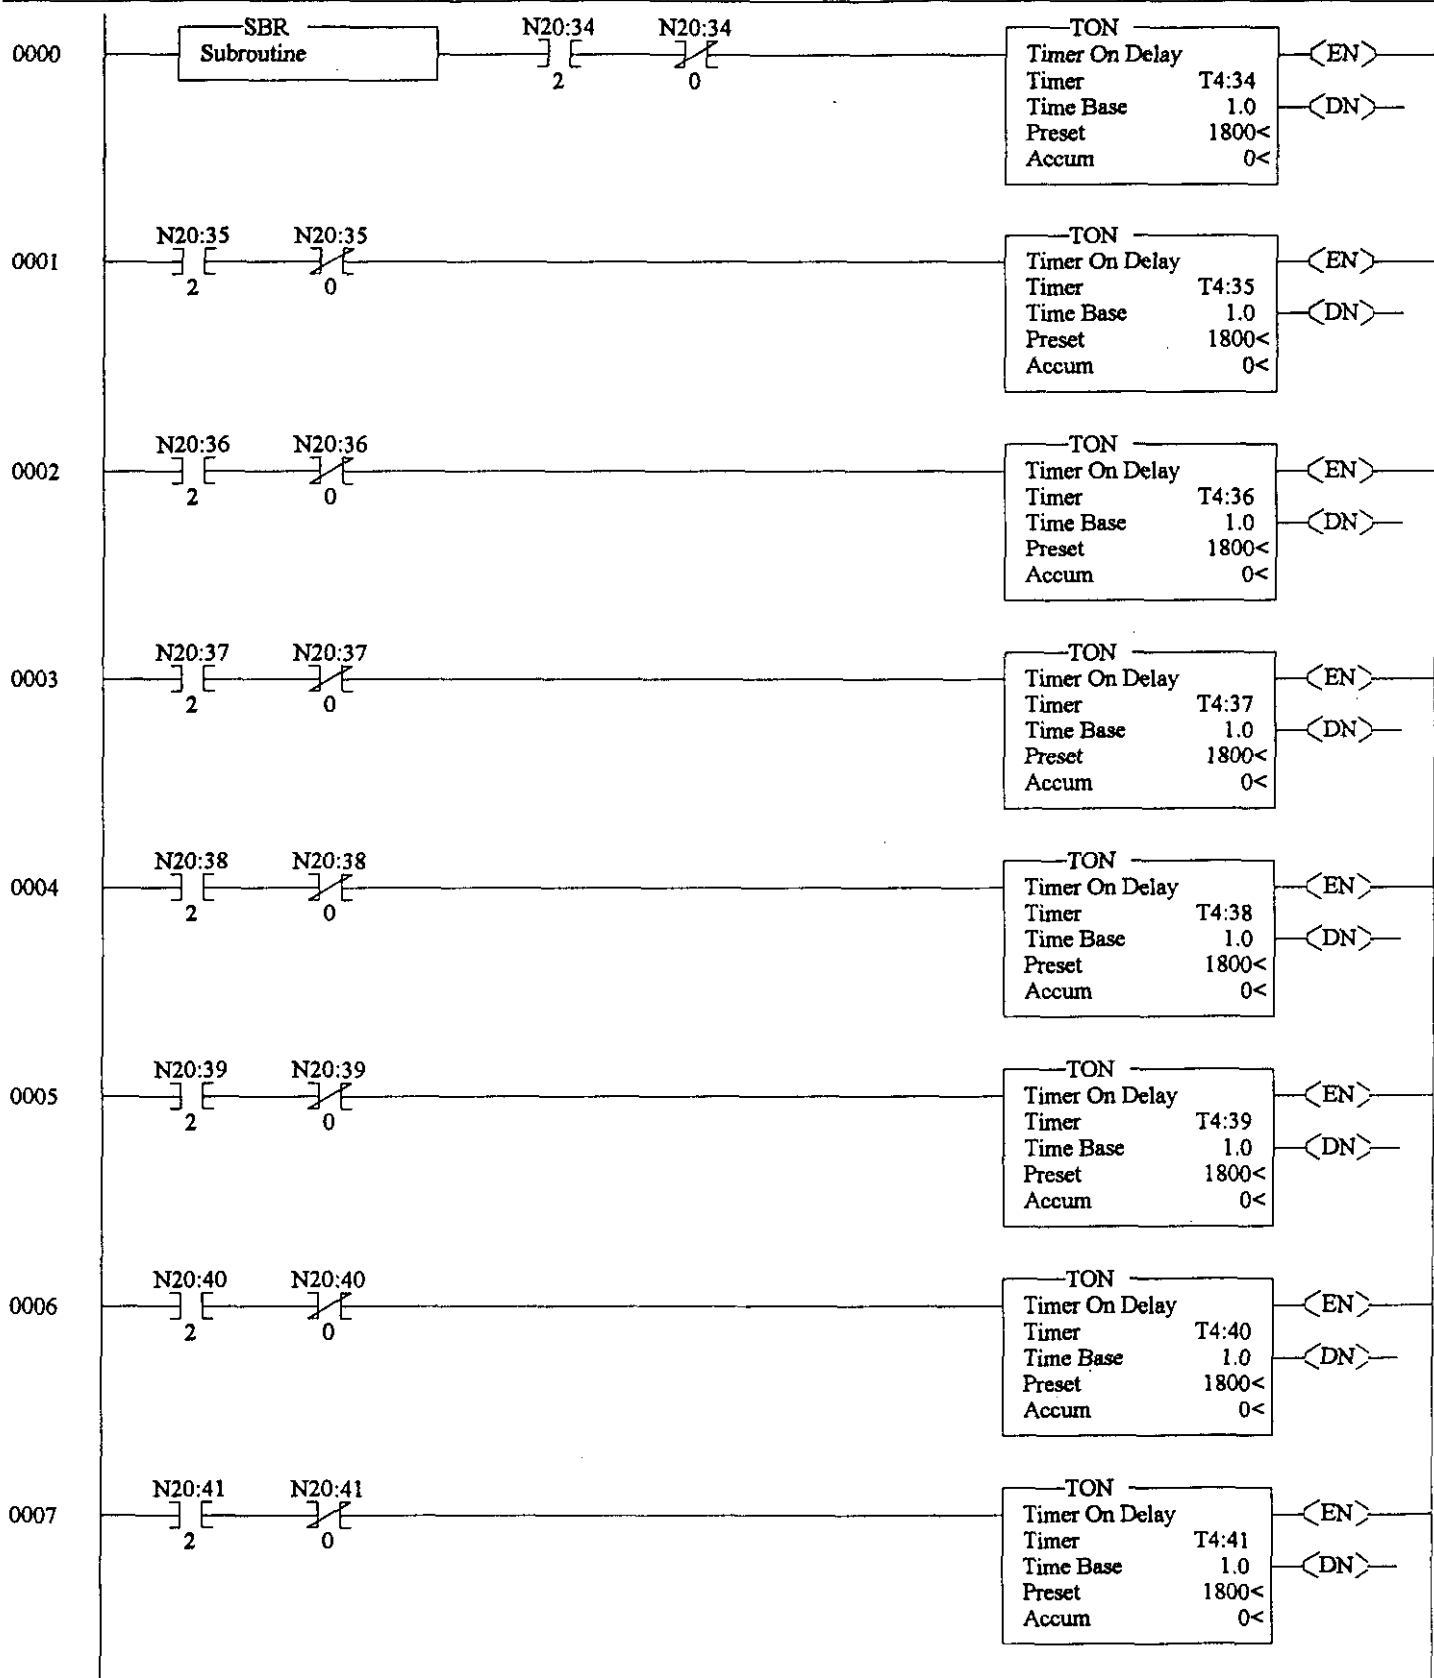 SBR N20:34 N20:34 TON
0000 Subroutine Timer On Delay EN
2 0 Timer T4:34
Time Base 1.0 DN
Preset 1800<
Accum 0<
N20:35 N20:35 TON
0001 Timer On Delay EN
2 0 Timer T4:35
Time Base 1.0 DN
Preset 1800<
Accum 0<
N20:36 N20:36 TON
0002 Timer On Delay EN
2 0 Timer T4:36
Time Base 1.0 DN
Preset 1800<
Accum 0<
N20:37 N20:37 TON
0003 Timer On Delay EN
2 0 Timer T4:37
Time Base 1.0 DN
Preset 1800<
Accum 0<
N20:38 N20:38 TON
0004 Timer On Delay EN
2 0 Timer T4:38
Time Base 1.0 DN
Preset 1800<
Accum 0<
N20:39 N20:39 TON
0005 Timer On Delay EN
2 0 Timer T4:39
Time Base 1.0 DN
Preset 1800<
Accum 0<
N20:40 N20:40 TON
0006 Timer On Delay EN
2 0 Timer T4:40
Time Base 1.0 DN
Preset 1800<
Accum 0<
N20:41 N20:41 TON
0007 Timer On Delay EN
2 0 Timer T4:41
Time Base 1.0 DN
Preset 1800<
Accum 0<